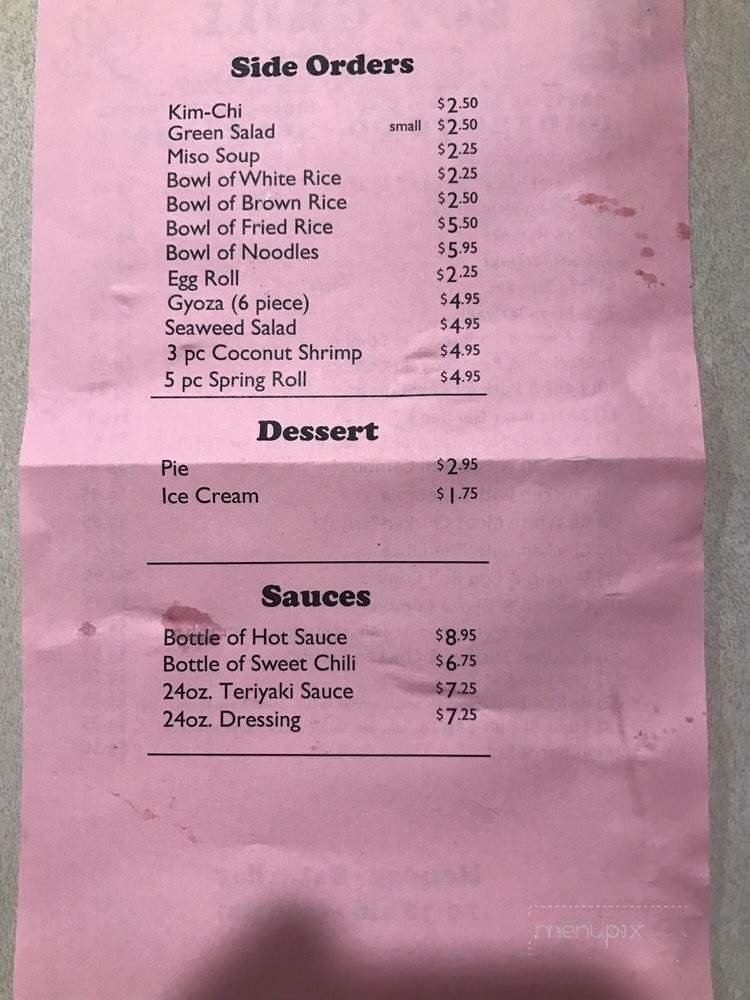 Side Orders
Kim-Chi $2.50
Green Salad small $2.50
Miso Soup $2.25
Bowl of White Rice $2.25
Bowl of Brown Rice $2.50
Bowl of Fried Rice $5.50
Bowl of Noodles $5.95
Egg Roll $2.25
Gyoza (6 piece) $4.95
Seaweed Salad $4.95
3 pc Coconut Shrimp $4.95
5 pc Spring Roll $4.95
Dessert
Pie $2.95
Ice Cream $1.75
Sauces
Bottle of Hot Sauce $8.95
Bottle of Sweet Chili $6.75
24oz. Teriyaki Sauce $7.25
24oz. Dressing $7.25
menupix